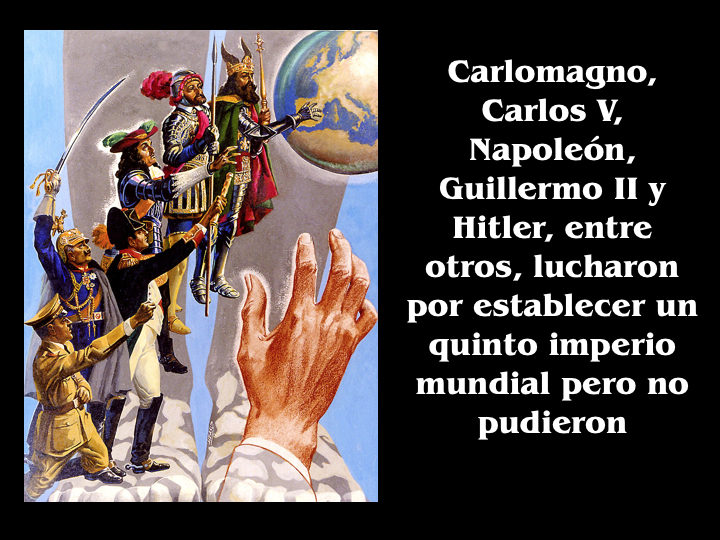 Carlomagno,
Carlos V,
Napoleón,
Guillermo II y
Hitler, entre
otros, lucharon
por establecer un
quinto imperio
mundial pero no
pudieron